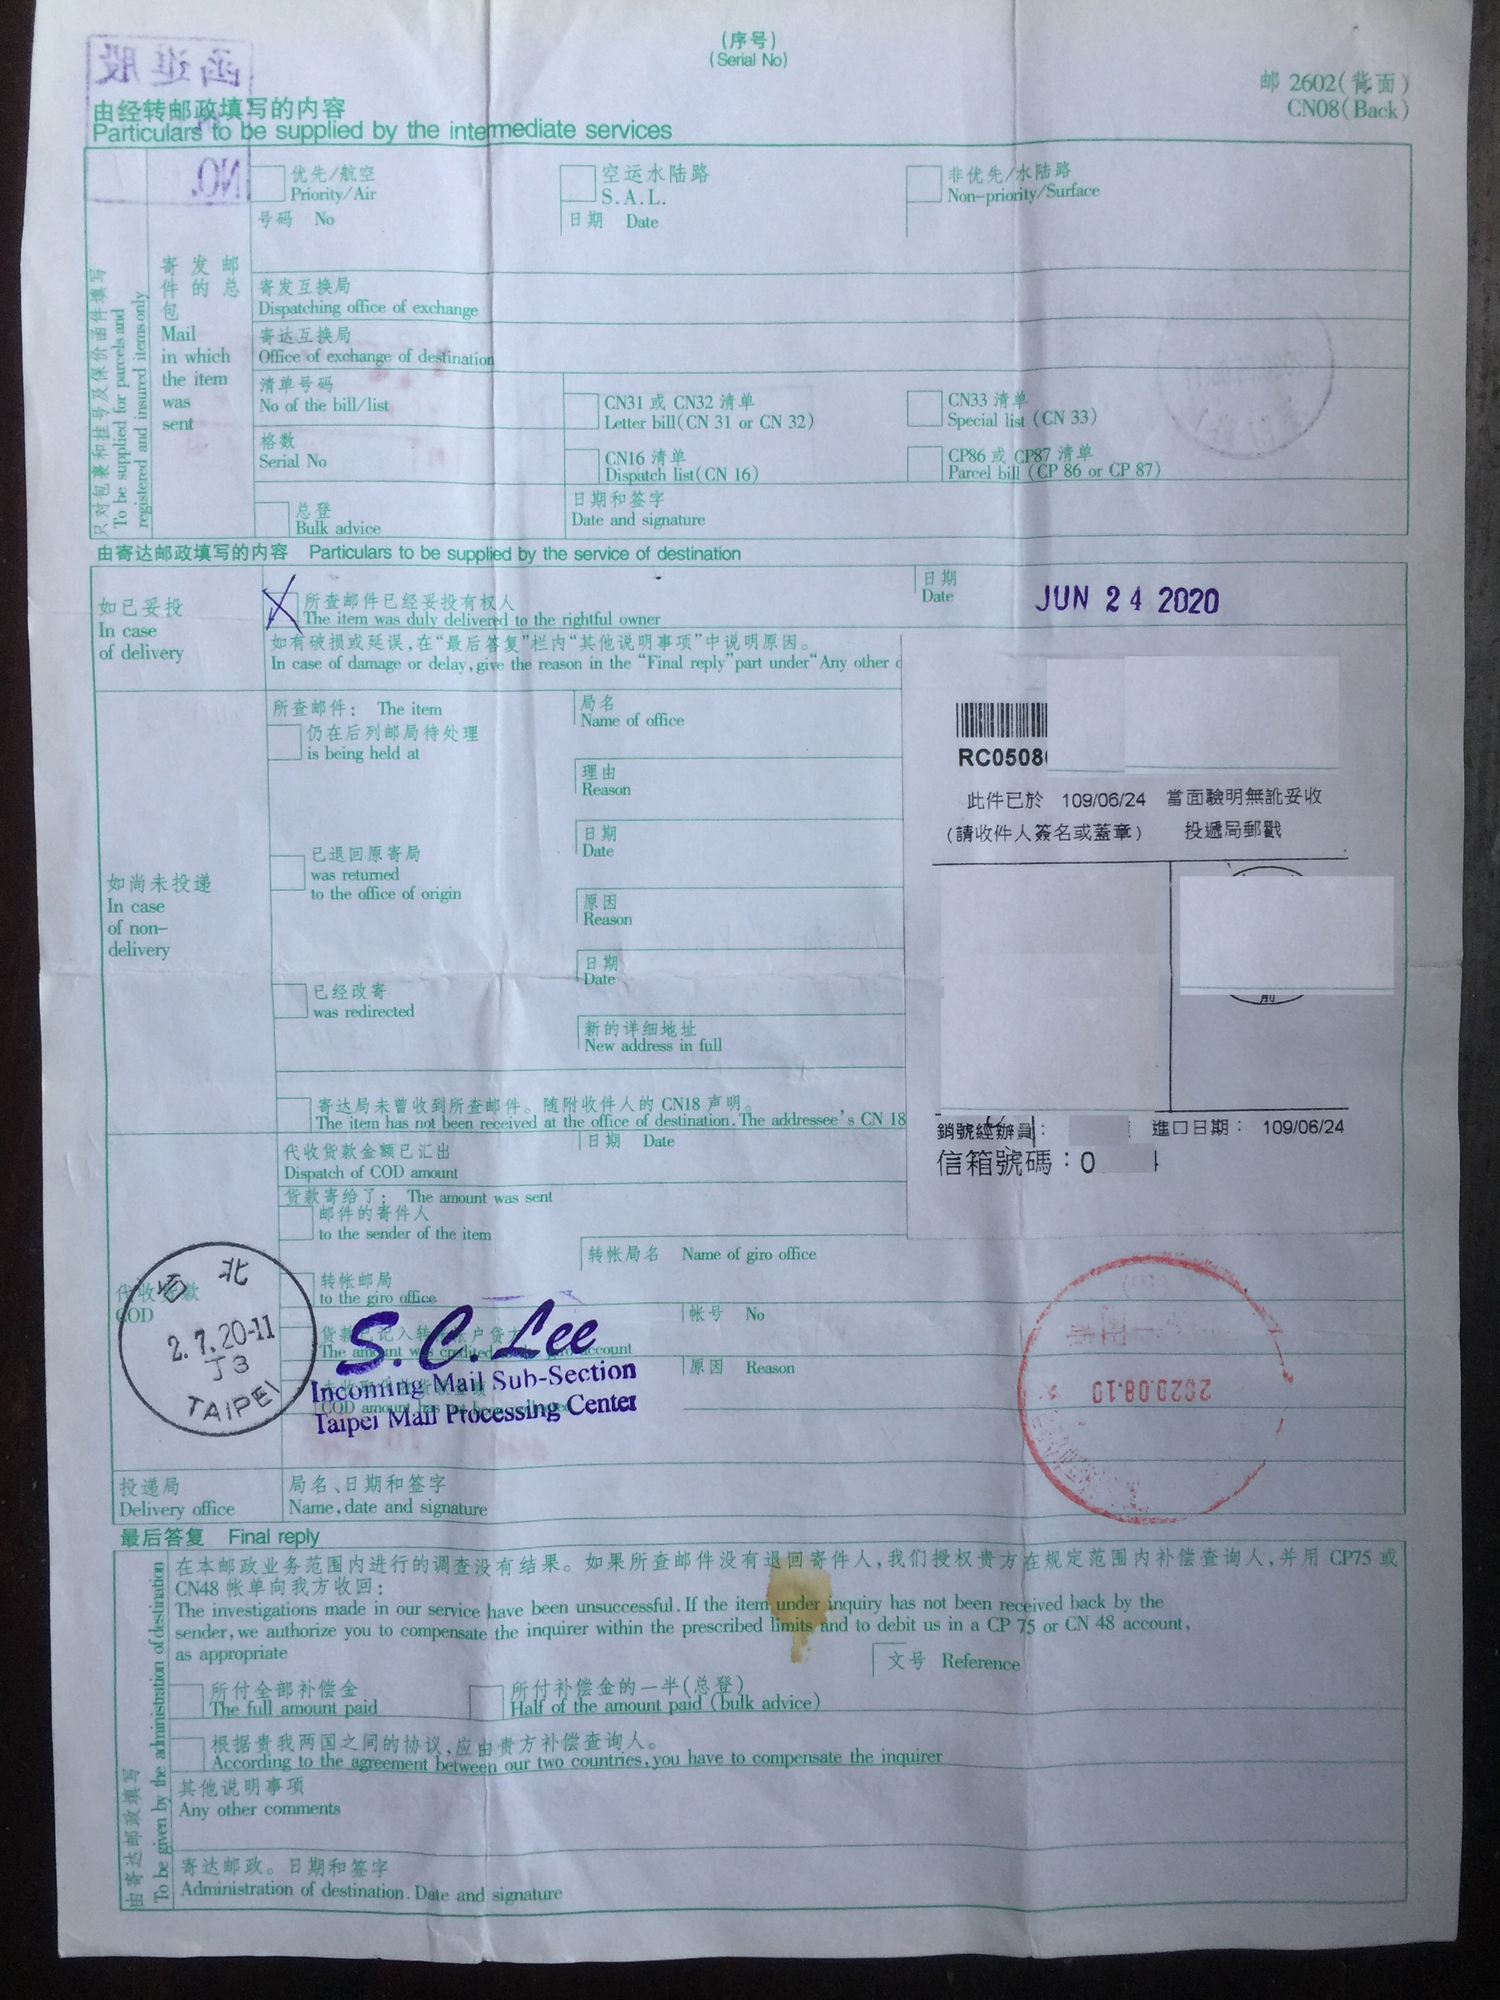 (序号)
(Serial No)
邮 2602(背面)
CN08(Back)
函進股
NO.
由经转邮政填写的内容
Particulars to be supplied by the intermediate services
只对包裹和挂号及保价函件填写
To be supplied for parcels and
registered and insured items only
寄发邮
件的总
包
Mail
in which
the item
was
sent
优先/航空
Priority/Air
号码 No
空运水陆路
S.A.L.
日期 Date
非优先/水陆路
Non-priority/Surface
寄发互换局
Dispatching office of exchange
寄达互换局
Office of exchange of destination
清单号码
No of the bill/list
CN31 或 CN32 清单
Letter bill(CN 31 or CN 32)
CN33 清单
Special list (CN 33)
格数
Serial No
CN16 清单
Dispatch list(CN 16)
CP86 或 CP87 清单
Parcel bill (CP 86 or CP 87)
总登
Bulk advice
日期和签字
Date and signature
由寄达邮政填写的内容 Particulars to be supplied by the service of destination
如已妥投
In case
of delivery
所查邮件已经妥投有权人
The item was duly delivered to the rightful owner
日期
Date
JUN 24 2020
如有破损或延误,在“最后答复”栏内“其他说明事项”中说明原因。
In case of damage or delay,give the reason in the “Final reply”part under“Any other
如尚未投递
In case
of non-
delivery
所查邮件: The item
仍在后列邮局待处理
is being held at
局名
Name of office
理由
Reason
已退回原寄局
was returned
to the office of origin
日期
Date
原因
Reason
已经改寄
was redirected
日期
Date
新的详细地址
New address in full
寄达局未曾收到所查邮件。随附收件人的 CN18 声明。
The item has not been received at the office of destination.The addressee's CN 18
RC0508
此件已於 109/06/24 當面驗明無訛妥收
(請收件人簽名或蓋章) 投遞局郵戳
前
銷號經辦員: 進口日期: 109/06/24
信箱號碼:0
代收货款
COD
代收货款金额已汇出
Dispatch of COD amount
日期 Date
货款寄给了: The amount was sent
邮件的寄件人
to the sender of the item
转帐邮局
to the giro office
转帐局名 Name of giro office
货款已记入转帐帐户贷方
The amount was credited to the giro account
帐号 No
COD amount has not been
原因 Reason
台北
2.7.20-11
J3
TAIPEI
S.C.Lee
Incoming Mail Sub-Section
Taipei Mail Processing Center
2020.08.10
投递局
Delivery office
局名、日期和签字
Name,date and signature
最后答复 Final reply
由寄达邮政填写
To be given by the administration of destination
在本邮政业务范围内进行的调查没有结果。如果所查邮件没有退回寄件人,我们授权贵方在规定范围内补偿查询人,并用 CP75 或
CN48 帐单向我方收回:
The investigations made in our service have been unsuccessful.If the item under inquiry has not been received back by the
sender,we authorize you to compensate the inquirer within the prescribed limits and to debit us in a CP 75 or CN 48 account,
as appropriate
文号 Reference
所付全部补偿金
The full amount paid
所付补偿金的一半(总登)
Half of the amount paid (bulk advice)
根据贵我两国之间的协议,应由贵方补偿查询人。
According to the agreement between our two countries,you have to compensate the inquirer
其他说明事项
Any other comments
寄达邮政。日期和签字
Administration of destination.Date and signature